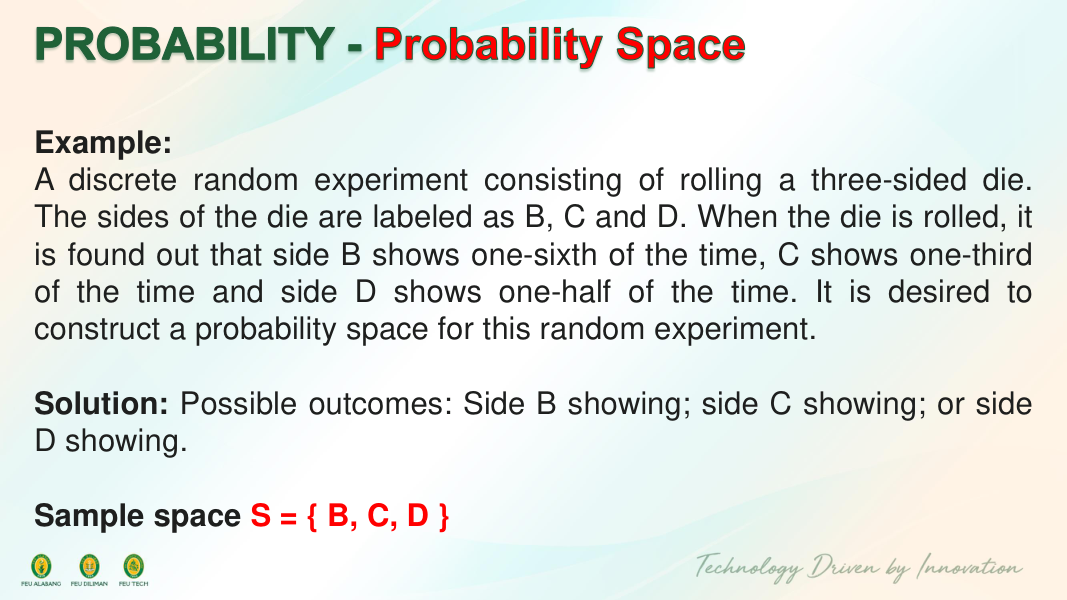 PROBABILITY - Probability Space
Example:
A discrete random experiment consisting of rolling a three-sided die.
The sides of the die are labeled as B, C and D. When the die is rolled, it
is found out that side B shows one-sixth of the time, C shows one-third
of the time and side D shows one-half of the time. It is desired to
construct a probability space for this random experiment.
Solution: Possible outcomes: Side B showing; side C showing; or side
D showing.
Sample space S = { B, C, D }
FEU ALABANG FEU DILIMAN FEU TECH
Technology Driven by Innovation